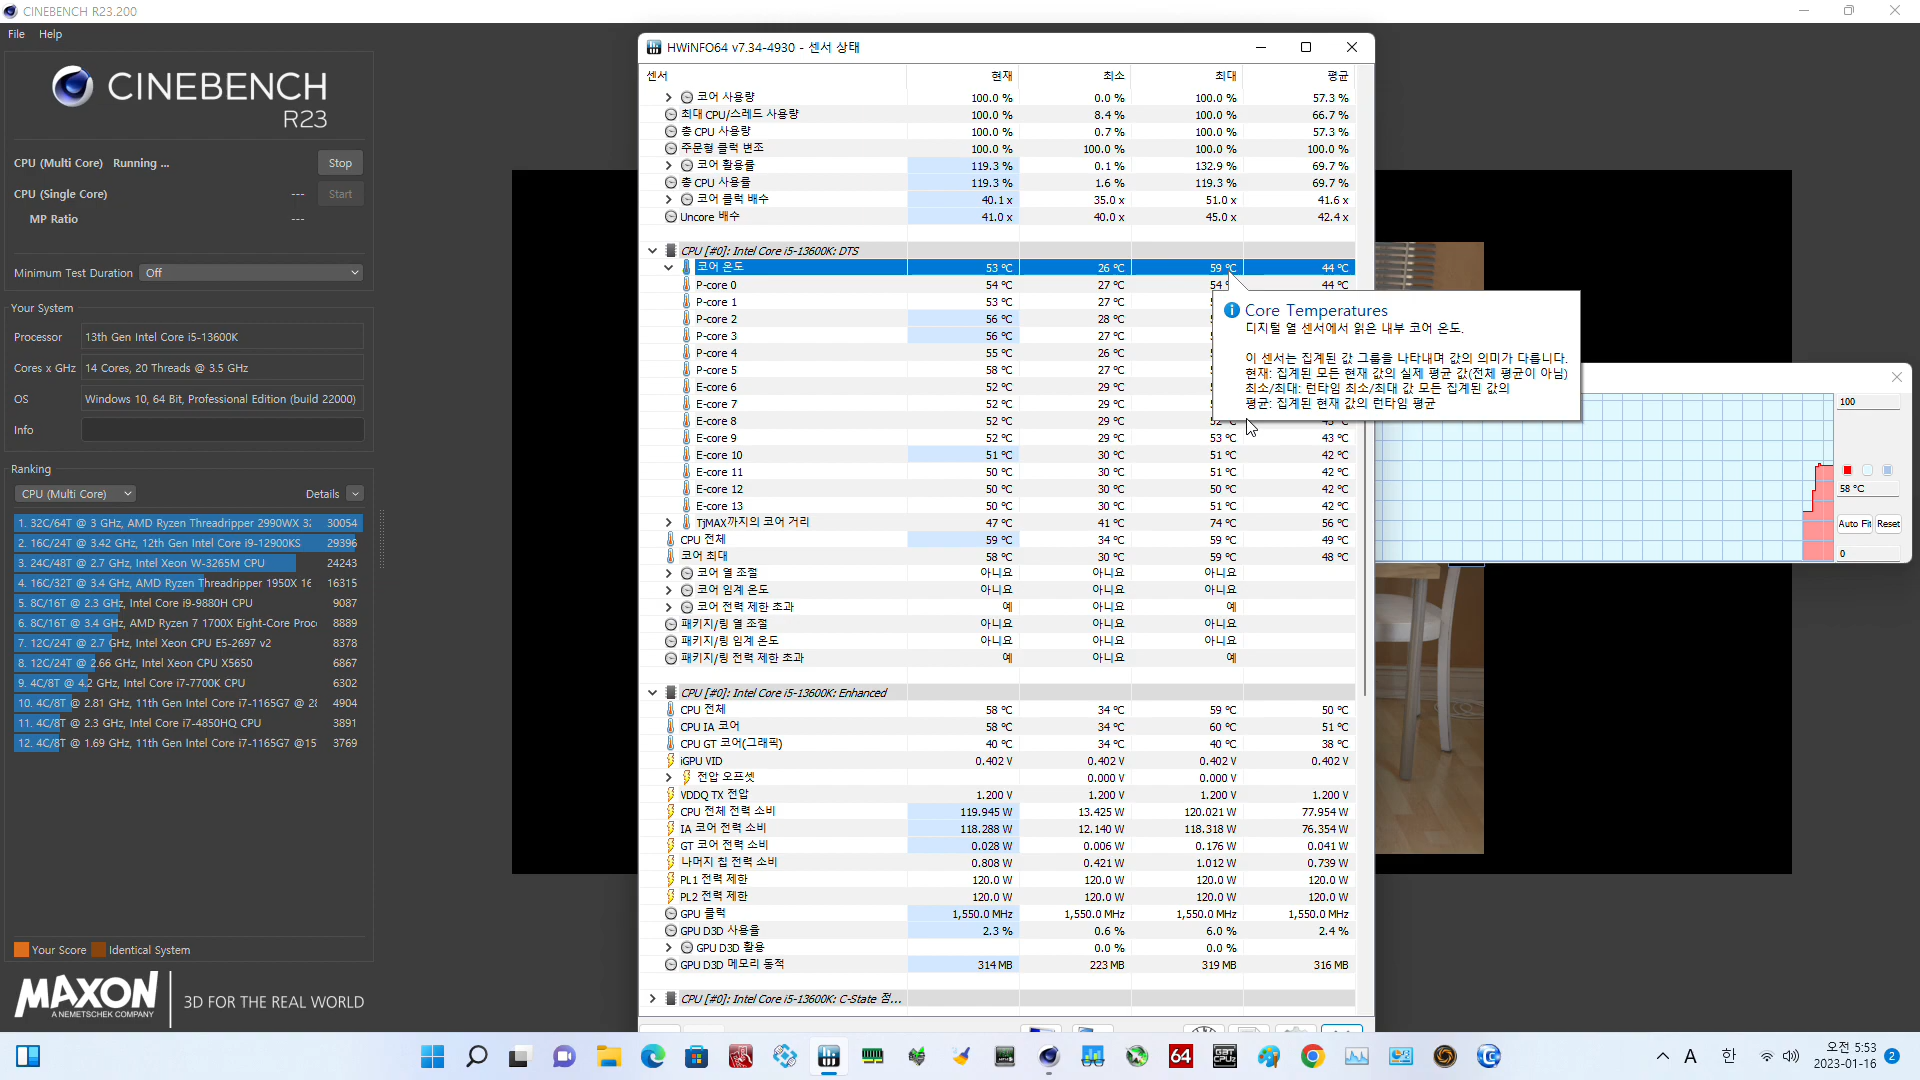 CINEBENCH R23.200
File Help
CINEBENCH
R23
CPU (Multi Core) Running ... Stop
CPU (Single Core) --- Start
MP Ratio ---
Minimum Test Duration Off
Your System
Processor 13th Gen Intel Core i5-13600K
Cores x GHz 14 Cores, 20 Threads @ 3.5 GHz
OS Windows 10, 64 Bit, Professional Edition (build 22000)
Info
Ranking
CPU (Multi Core) Details
1. 32C/64T @ 3 GHz, AMD Ryzen Threadripper 2990WX 32 30054
2. 16C/24T @ 3.42 GHz, 12th Gen Intel Core i9-12900KS 29396
3. 24C/48T @ 2.7 GHz, Intel Xeon W-3265M CPU 24243
4. 16C/32T @ 3.4 GHz, AMD Ryzen Threadripper 1950X 16 16315
5. 8C/16T @ 2.3 GHz, Intel Core i9-9880H CPU 9087
6. 8C/16T @ 3.4 GHz, AMD Ryzen 7 1700X Eight-Core Proc 8889
7. 12C/24T @ 2.7 GHz, Intel Xeon CPU E5-2697 v2 8378
8. 12C/24T @ 2.66 GHz, Intel Xeon CPU X5650 6867
9. 4C/8T @ 4.2 GHz, Intel Core i7-7700K CPU 6302
10. 4C/8T @ 2.81 GHz, 11th Gen Intel Core i7-1165G7 @ 28 4904
11. 4C/8T @ 2.3 GHz, Intel Core i7-4850HQ CPU 3891
12. 4C/8T @ 1.69 GHz, 11th Gen Intel Core i7-1165G7 @15 3769
Your Score Identical System
MAXON
A NEMETSCHEK COMPANY
3D FOR THE REAL WORLD
HWiNFO64 v7.34-4930 - 센서 상태
센서 현재 최소 최대 평균
코어 사용량 100.0 % 0.0 % 100.0 % 57.3 %
최대 CPU/스레드 사용량 100.0 % 8.4 % 100.0 % 66.7 %
총 CPU 사용량 100.0 % 0.7 % 100.0 % 57.3 %
주문형 클럭 변조 100.0 % 100.0 % 100.0 % 100.0 %
코어 활용률 119.3 % 0.1 % 132.9 % 69.7 %
총 CPU 사용률 119.3 % 1.6 % 119.3 % 69.7 %
코어 클럭 배수 40.1 x 35.0 x 51.0 x 41.6 x
Uncore 배수 41.0 x 40.0 x 45.0 x 42.4 x
CPU [#0]: Intel Core i5-13600K: DTS
코어 온도 53 °C 26 °C 59 °C 44 °C
P-core 0 54 °C 27 °C 54 °C 44 °C
P-core 1 53 °C 27 °C
P-core 2 56 °C 28 °C
P-core 3 56 °C 27 °C
P-core 4 55 °C 26 °C
P-core 5 58 °C 27 °C
E-core 6 52 °C 29 °C
E-core 7 52 °C 29 °C
E-core 8 52 °C 29 °C 52 °C 43 °C
E-core 9 52 °C 29 °C 53 °C 43 °C
E-core 10 51 °C 30 °C 51 °C 42 °C
E-core 11 50 °C 30 °C 51 °C 42 °C
E-core 12 50 °C 30 °C 50 °C 42 °C
E-core 13 50 °C 30 °C 51 °C 42 °C
TjMAX까지의 코어 거리 47 °C 41 °C 74 °C 56 °C
CPU 전체 59 °C 34 °C 59 °C 49 °C
코어 최대 58 °C 30 °C 59 °C 48 °C
코어 열 조절 아니요 아니요 아니요
코어 임계 온도 아니요 아니요 아니요
코어 전력 제한 초과 예 아니요 예
패키지/링 열 조절 아니요 아니요 아니요
패키지/링 임계 온도 아니요 아니요 아니요
패키지/링 전력 제한 초과 예 아니요 예
CPU [#0]: Intel Core i5-13600K: Enhanced
CPU 전체 58 °C 34 °C 59 °C 50 °C
CPU IA 코어 58 °C 34 °C 60 °C 51 °C
CPU GT 코어(그래픽) 40 °C 34 °C 40 °C 38 °C
iGPU VID 0.402 V 0.402 V 0.402 V 0.402 V
전압 오프셋 0.000 V 0.000 V
VDDQ TX 전압 1.200 V 1.200 V 1.200 V 1.200 V
CPU 전체 전력 소비 119.945 W 13.425 W 120.021 W 77.954 W
IA 코어 전력 소비 118.288 W 12.140 W 118.318 W 76.354 W
GT 코어 전력 소비 0.028 W 0.006 W 0.176 W 0.041 W
나머지 칩 전력 소비 0.808 W 0.421 W 1.012 W 0.739 W
PL1 전력 제한 120.0 W 120.0 W 120.0 W 120.0 W
PL2 전력 제한 120.0 W 120.0 W 120.0 W 120.0 W
GPU 클럭 1,550.0 MHz 1,550.0 MHz 1,550.0 MHz 1,550.0 MHz
GPU D3D 사용률 2.3 % 0.6 % 6.0 % 2.4 %
GPU D3D 활용 0.0 % 0.0 %
GPU D3D 메모리 동적 314 MB 223 MB 319 MB 316 MB
CPU [#0]: Intel Core i5-13600K: C-State 점...
Core Temperatures
디지털 열 센서에서 읽은 내부 코어 온도.
이 센서는 집계된 값 그룹을 나타내며 값의 의미가 다릅니다.
현재: 집계된 모든 현재 값의 실제 평균 값(전체 평균이 아님)
최소/최대: 런타임 최소/최대 값 모든 집계된 값의
평균: 집계된 현재 값의 런타임 평균
100
58 °C
Auto Fit Reset
0
64
GBT
CPUz
A 한 오전 5:53
2023-01-16 2